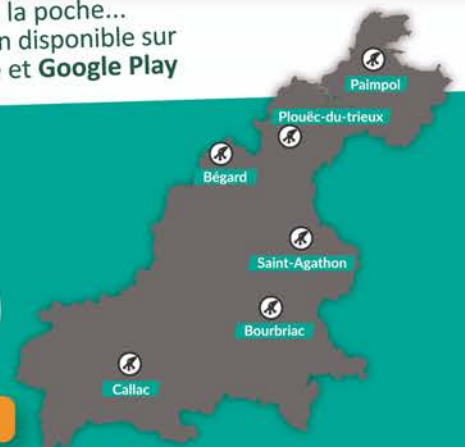 la poche...
n disponible sur
et Google Play
Paimpol
Plouëc-du-trieux
Bégard
Saint-Agathon
Bourbriac
Callac